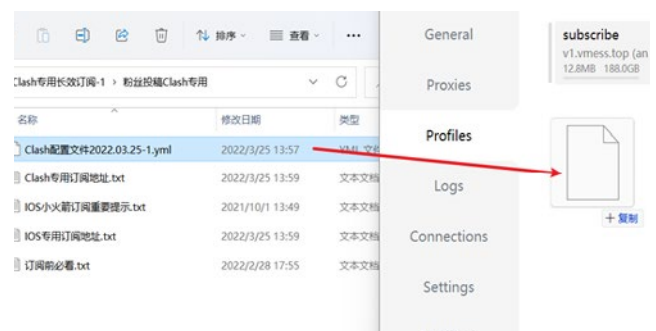 排序
查看
Clash专用长效订阅-1 › 粉丝投稿Clash专用
名称 修改日期 类型
Clash配置文件2022.03.25-1.yml 2022/3/25 13:57 YML 文件
Clash专用订阅地址.txt 2022/3/25 13:59 文本文档
IOS小火箭订阅重要提示.txt 2021/10/1 13:49 文本文档
IOS专用订阅地址.txt 2022/3/25 13:59 文本文档
订阅前必看.txt 2022/2/28 17:55 文本文档
General
Proxies
Profiles
Logs
Connections
Settings
subscribe
v1.vmess.top (an
12.8MB 188.0GB
+ 复制